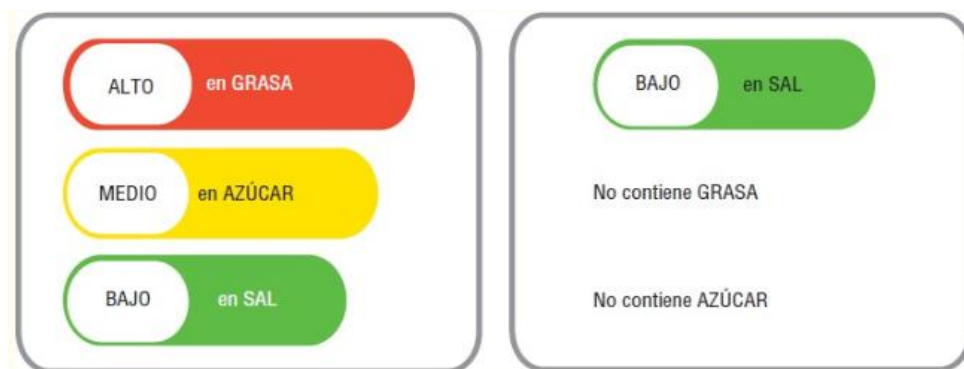 ALTO en GRASA
MEDIO en AZÚCAR
BAJO en SAL
BAJO en SAL
No contiene GRASA
No contiene AZÚCAR